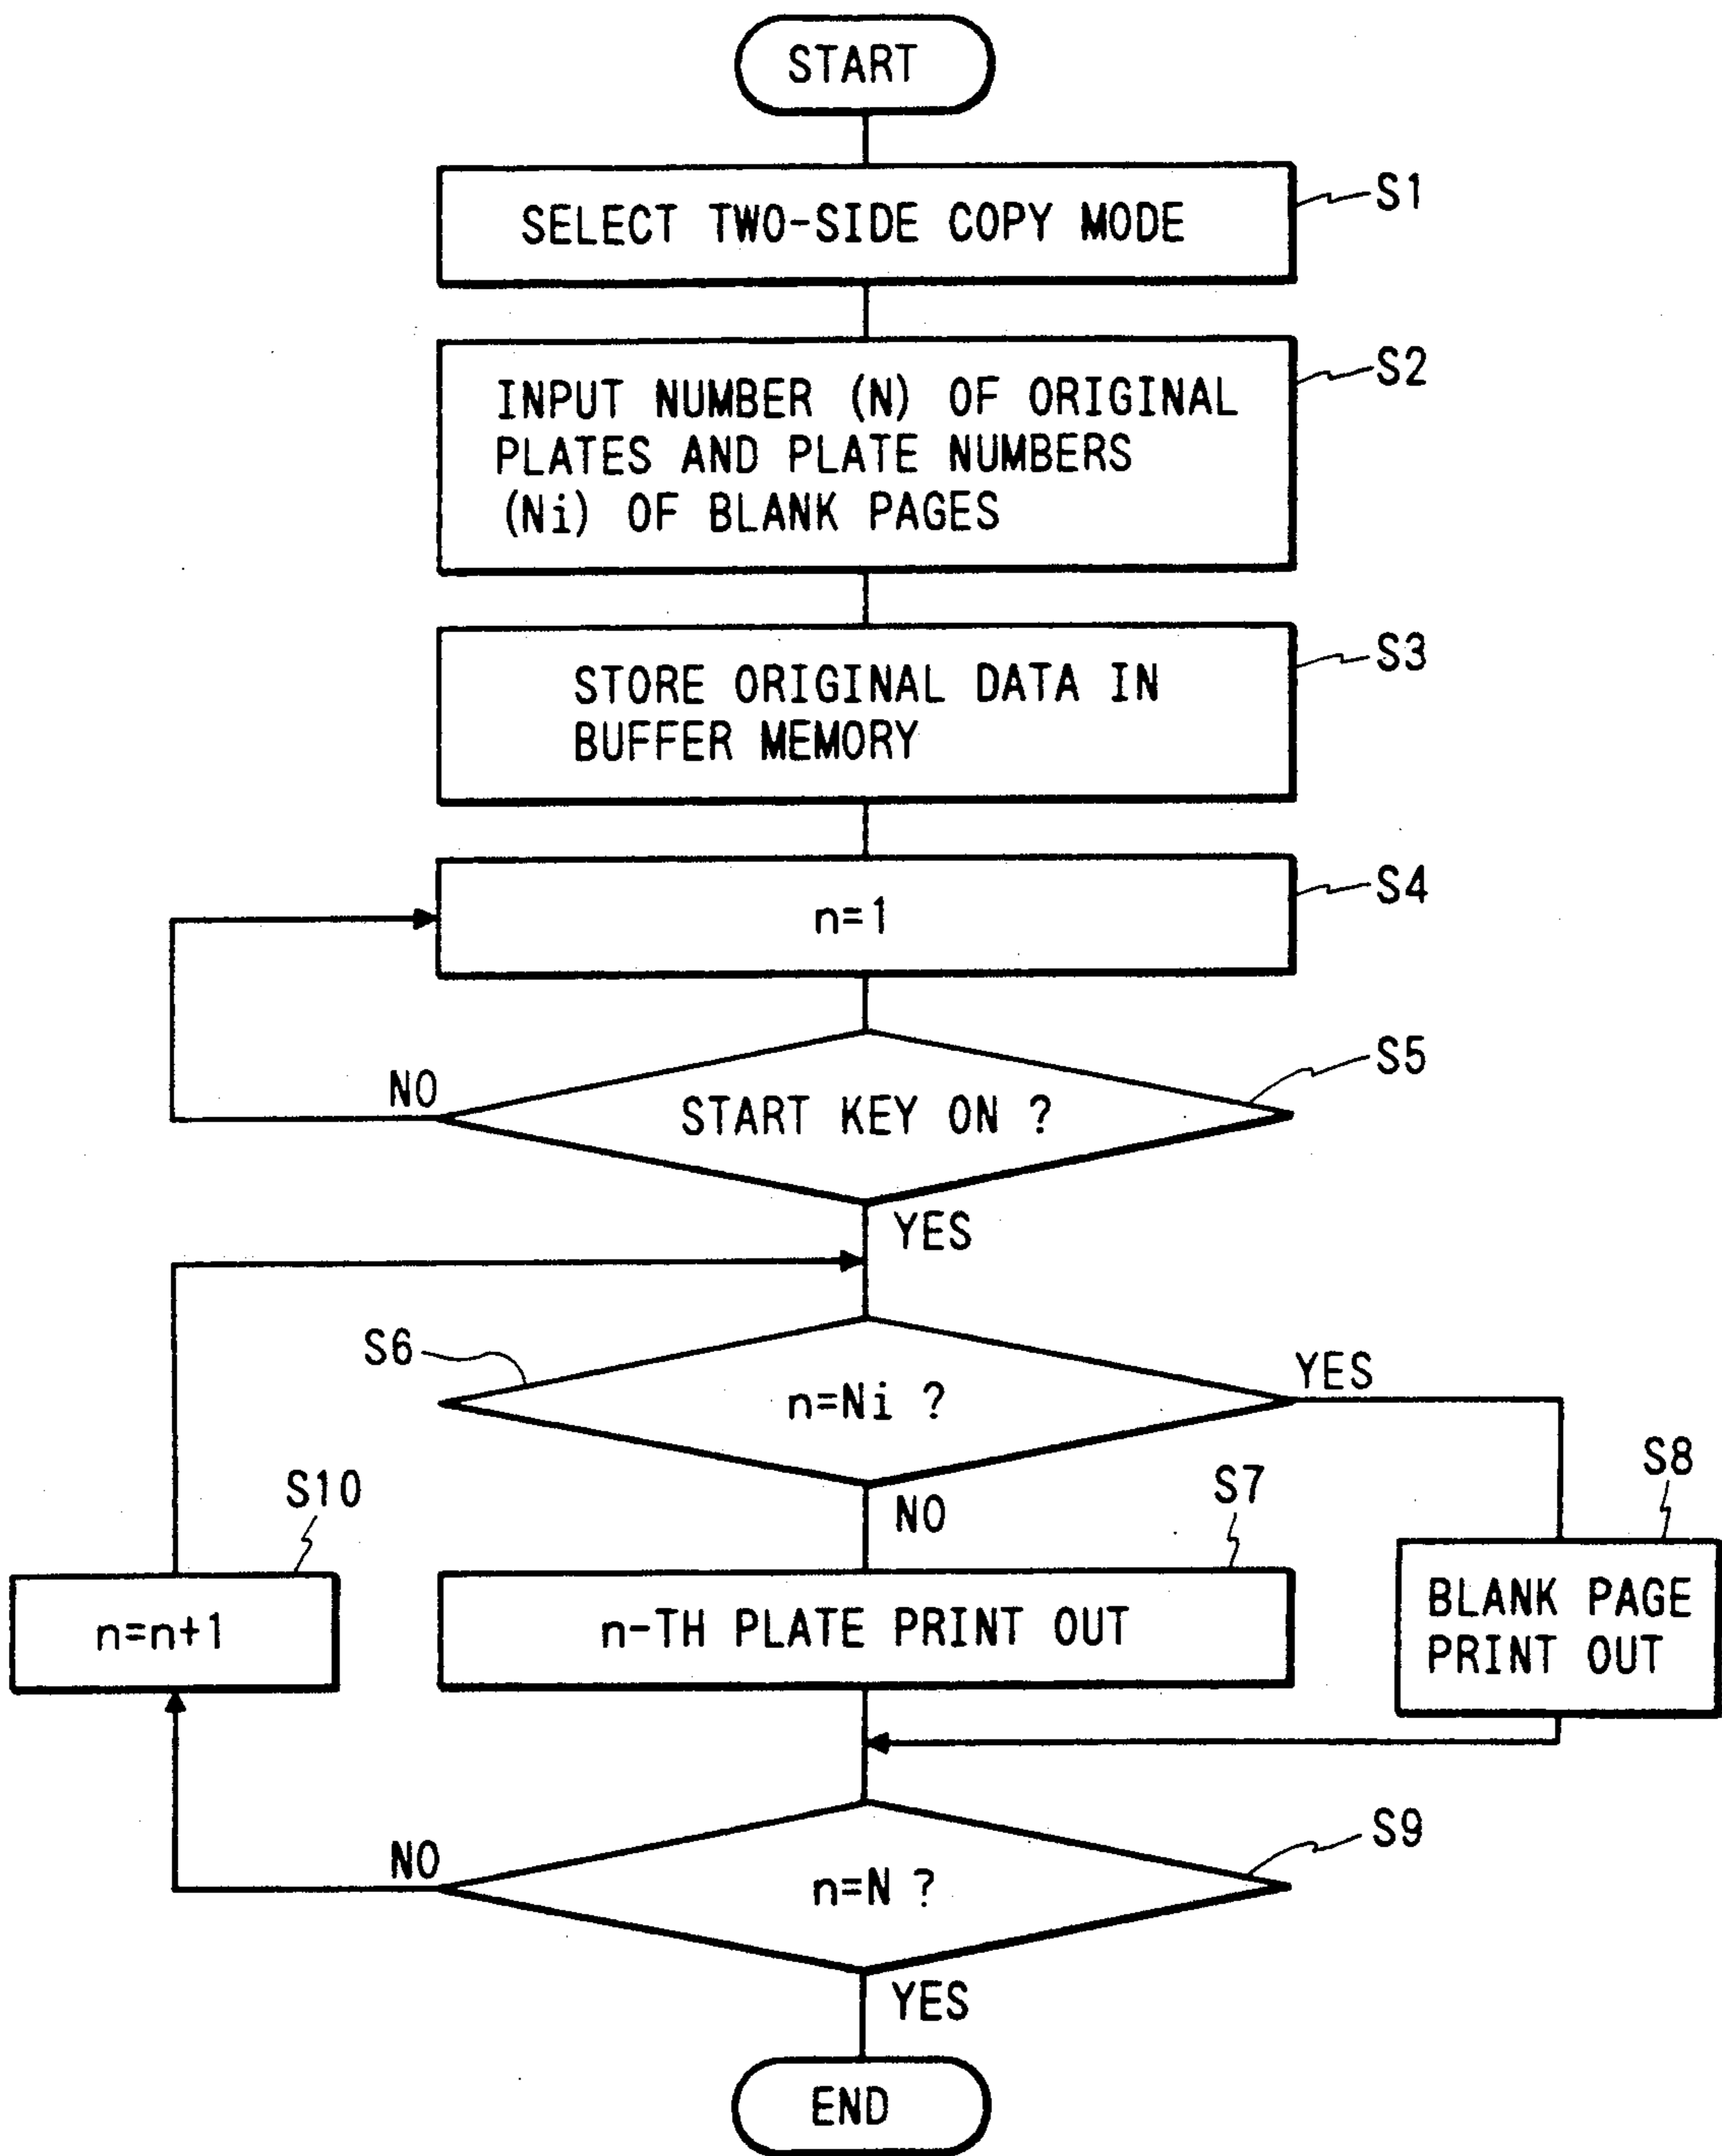 START
SELECT TWO-SIDE COPY MODE
S1
INPUT NUMBER (N) OF ORIGINAL
PLATES AND PLATE NUMBERS
(Ni) OF BLANK PAGES
S2
STORE ORIGINAL DATA IN
BUFFER MEMORY
S3
n=1
S4
START KEY ON ?
S5
NO
YES
S6
n=Ni ?
YES
NO
S10
n=n+1
S7
n-TH PLATE PRINT OUT
S8
BLANK PAGE
PRINT OUT
S9
n=N ?
NO
YES
END